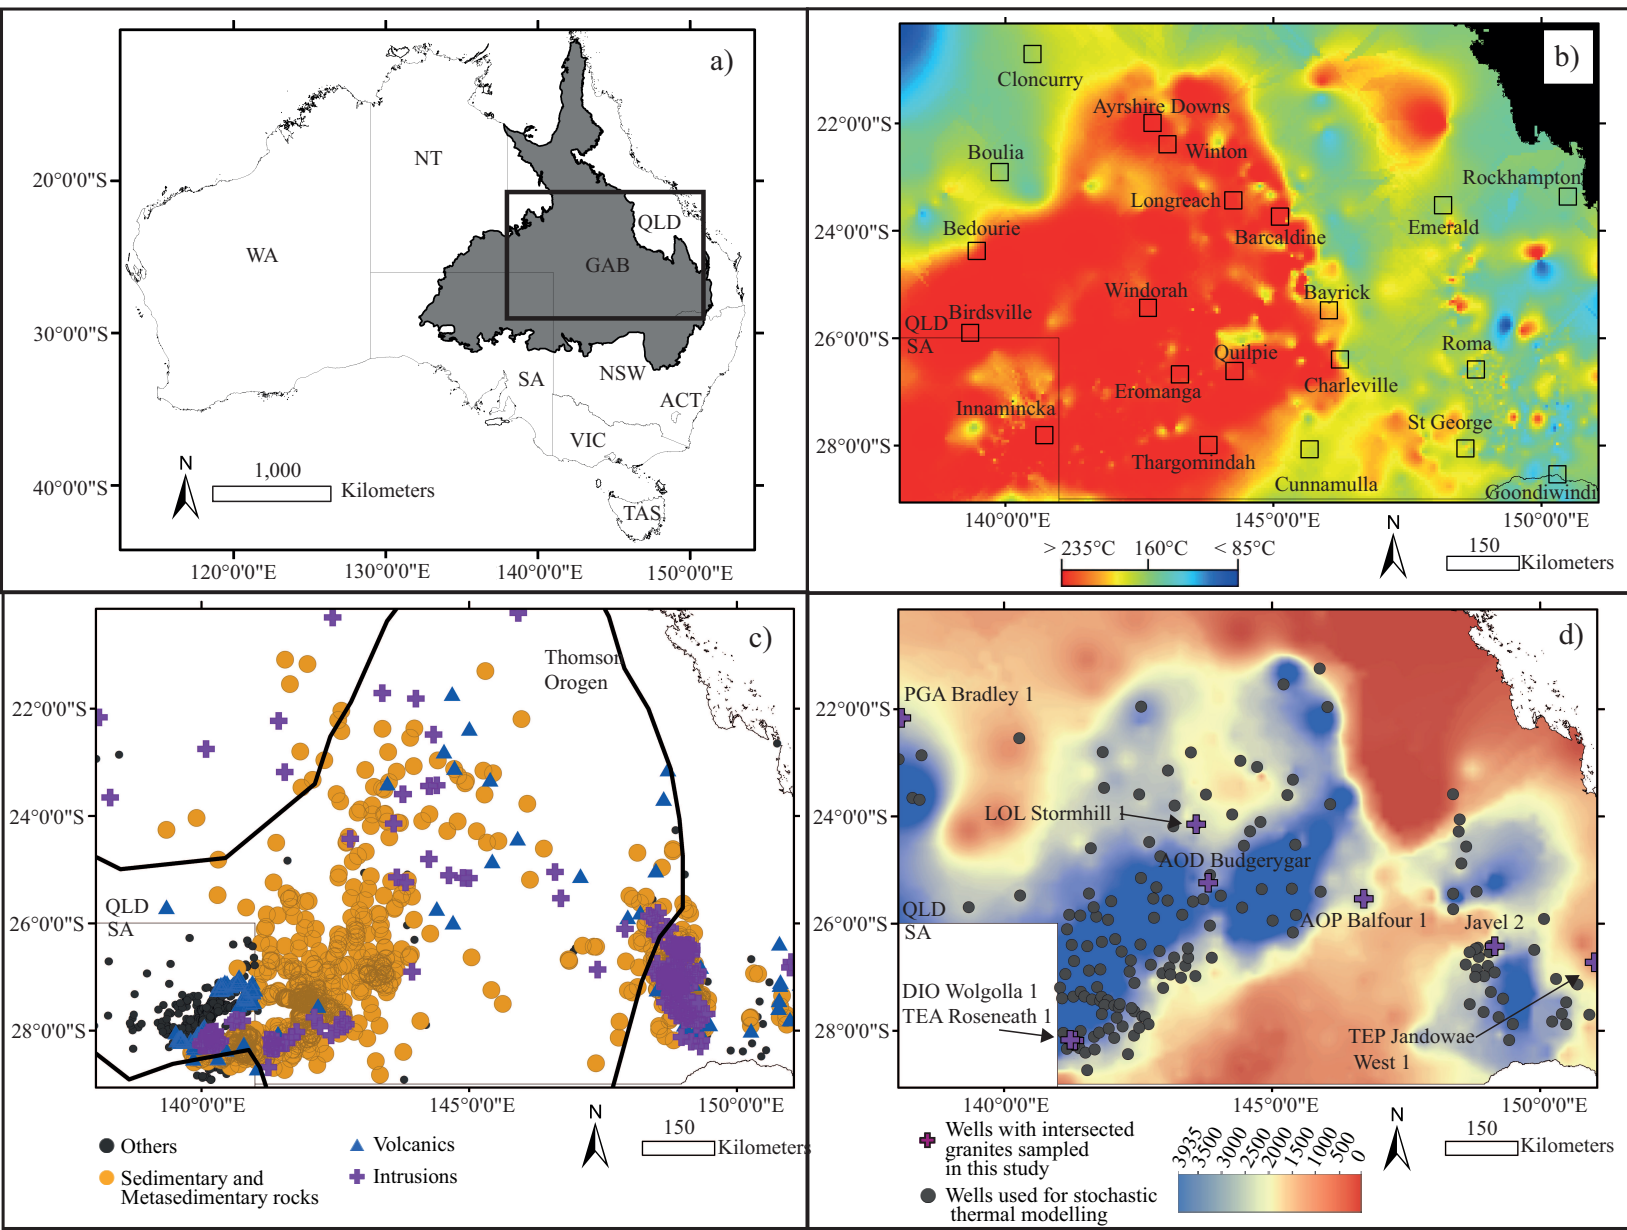 a)
NT
WA
QLD
GAB
SA
NSW
ACT
VIC
TAS
20°0'0"S
30°0'0"S
40°0'0"S
N
1,000
Kilometers
120°0'0"E
130°0'0"E
140°0'0"E
150°0'0"E
b)
Cloncurry
Ayrshire Downs
22°0'0"S
Winton
Boulia
Rockhampton
Longreach
Emerald
24°0'0"S
Bedourie
Barcaldine
Windorah
Bayrick
Birdsville
QLD
26°0'0"S
SA
Roma
Quilpie
Charleville
Eromanga
Innamincka
St George
28°0'0"S
Thargomindah
Cunnamulla
Goondiwindi
140°0'0"E
145°0'0"E
150°0'0"E
> 235°C
160°C
< 85°C
N
150
Kilometers
c)
Thomson
Orogen
22°0'0"S
24°0'0"S
QLD
26°0'0"S
SA
28°0'0"S
140°0'0"E
145°0'0"E
150°0'0"E
N
150
Kilometers
Others
Volcanics
Sedimentary and
Metasedimentary rocks
Intrusions
d)
PGA Bradley 1
22°0'0"S
24°0'0"S
LOL Stormhill 1
AOD Budgerygar
AOP Balfour 1
QLD
26°0'0"S
SA
Javel 2
DIO Wolgolla 1
TEA Roseneath 1
28°0'0"S
TEP Jandowae
West 1
140°0'0"E
145°0'0"E
150°0'0"E
Wells with intersected
granites sampled
in this study
Wells used for stochastic
thermal modelling
3935
3500
3000
2500
2000
1500
1000
500
0
N
150
Kilometers